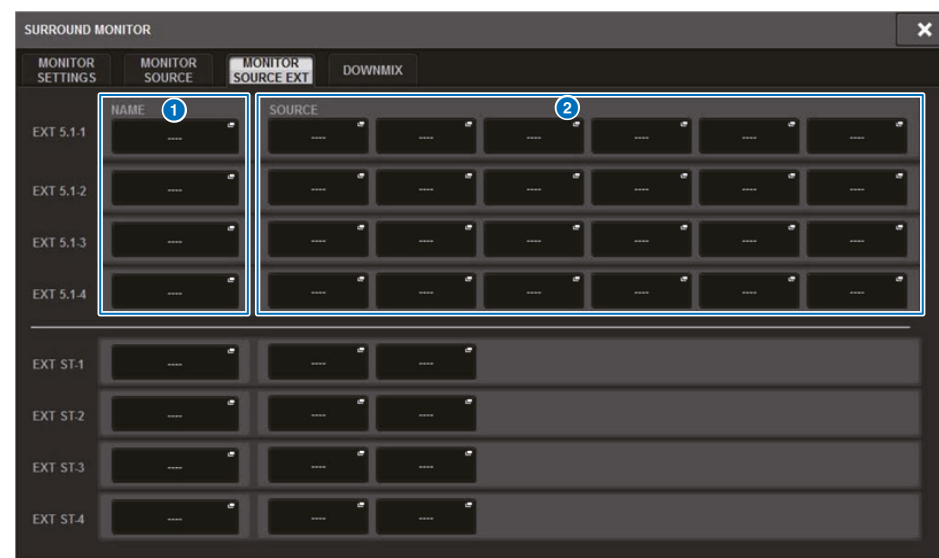 SURROUND MONITOR
MONITOR SETTINGS MONITOR SOURCE MONITOR SOURCE EXT DOWNMIX
NAME 1 SOURCE 2
EXT 5.1-1 ---- ---- ---- ---- ---- ---- ----
EXT 5.1-2 ---- ---- ---- ---- ---- ---- ----
EXT 5.1-3 ---- ---- ---- ---- ---- ---- ----
EXT 5.1-4 ---- ---- ---- ---- ---- ---- ----
EXT ST-1 ---- ---- ----
EXT ST-2 ---- ---- ----
EXT ST-3 ---- ---- ----
EXT ST-4 ---- ---- ----